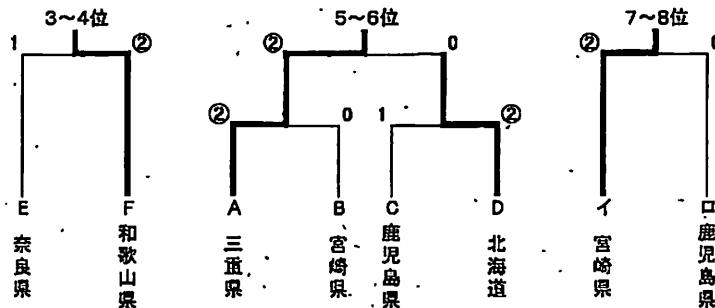 3〜4位 5〜6位 7〜8位
1 ② ② 0 ② 0
② 0 1 ②
E F A B C D イ ロ
奈良県 和歌山県 三重県 宮崎県 鹿児島県 北海道 宮崎県 鹿児島県